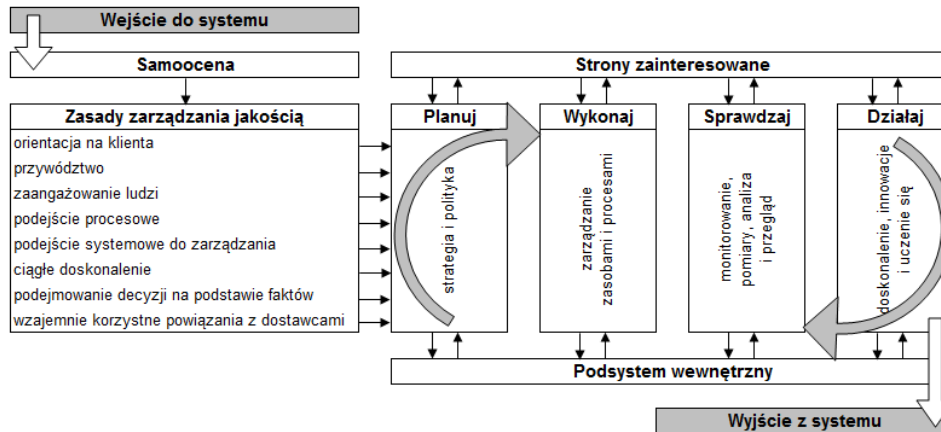 Wejście do systemu
Samoocena
Strony zainteresowane
Zasady zarządzania jakością
orientacja na klienta
przywództwo
zaangażowanie ludzi
podejście procesowe
podejście systemowe do zarządzania
ciągłe doskonalenie
podejmowanie decyzji na podstawie faktów
wzajemnie korzystne powiązania z dostawcami
Planuj
strategia i polityka
Wykonaj
zarządzanie
zasobami i procesami
Sprawdzaj
monitorowanie,
pomiary, analiza
i przegląd
Działaj
doskonalenie, innowacje
i uczenie się
Podsystem wewnętrzny
Wyjście z systemu